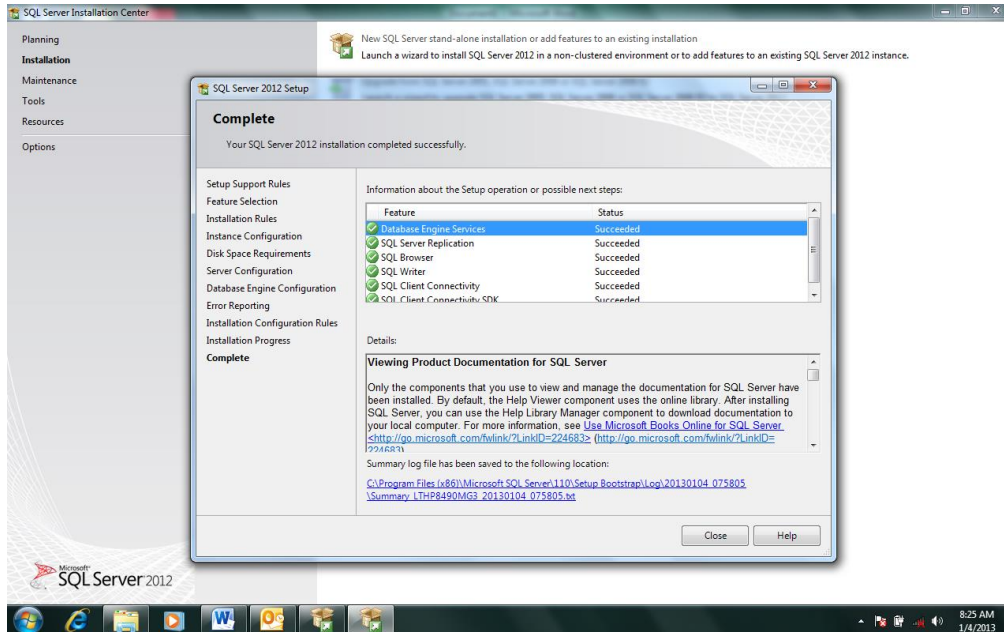 SQL Server Installation Center
Planning
Installation
Maintenance
Tools
Resources
Options
New SQL Server stand-alone installation or add features to an existing installation
Launch a wizard to install SQL Server 2012 in a non-clustered environment or to add features to an existing SQL Server 2012 instance.
SQL Server 2012 Setup
Complete
Your SQL Server 2012 installation completed successfully.
Setup Support Rules
Feature Selection
Installation Rules
Instance Configuration
Disk Space Requirements
Server Configuration
Database Engine Configuration
Error Reporting
Installation Configuration Rules
Installation Progress
Complete
Information about the Setup operation or possible next steps:
Feature Status
Database Engine Services Succeeded
SQL Server Replication Succeeded
SQL Browser Succeeded
SQL Writer Succeeded
SQL Client Connectivity Succeeded
SQL Client Connectivity SDK Succeeded
Details:
Viewing Product Documentation for SQL Server
Only the components that you use to view and manage the documentation for SQL Server have
been installed. By default, the Help Viewer component uses the online library. After installing
SQL Server, you can use the Help Library Manager component to download documentation to
your local computer. For more information, see Use Microsoft Books Online for SQL Server
<http://go.microsoft.com/fwlink/?LinkID=224683> (http://go.microsoft.com/fwlink/?LinkID=
224683)
Summary log file has been saved to the following location:
C:\Program Files (x86)\Microsoft SQL Server\110\Setup Bootstrap\Log\20130104_075805
\Summary_LTHP8490MG3_20130104_075805.txt
Close Help
Microsoft
SQL Server 2012
8:25 AM
1/4/2013